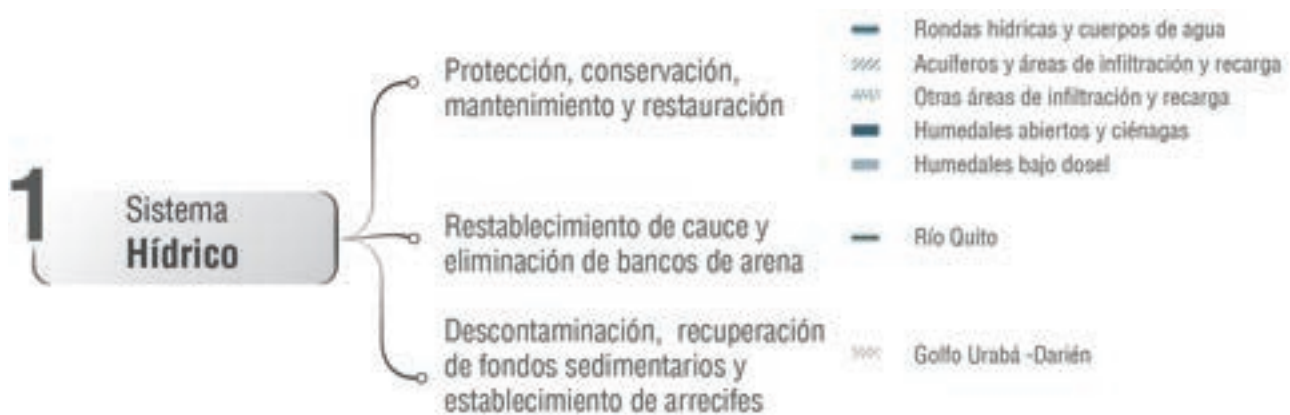 1
Sistema
Hídrico
Protección, conservación,
mantenimiento y restauración
Rondas hídricas y cuerpos de agua
Acuíferos y áreas de infiltración y recarga
Otras áreas de infiltración y recarga
Humedales abiertos y ciénagas
Humedales bajo dosel
Restablecimiento de cauce y
eliminación de bancos de arena
Río Quito
Descontaminación, recuperación
de fondos sedimentarios y
establecimiento de arrecifes
Golfo Urabá -Darién